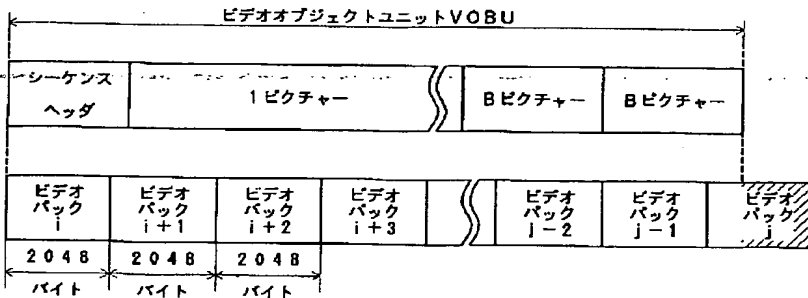 ビデオオブジェクトユニットVOBU
シーケンス
ヘッダ
1ピクチャー
Bピクチャー
Bピクチャー
ビデオ
パック
i
ビデオ
パック
i+1
ビデオ
パック
i+2
ビデオ
パック
i+3
ビデオ
パック
j-2
ビデオ
パック
j-1
ビデオ
パック
j
2048
バイト
2048
バイト
2048
バイト